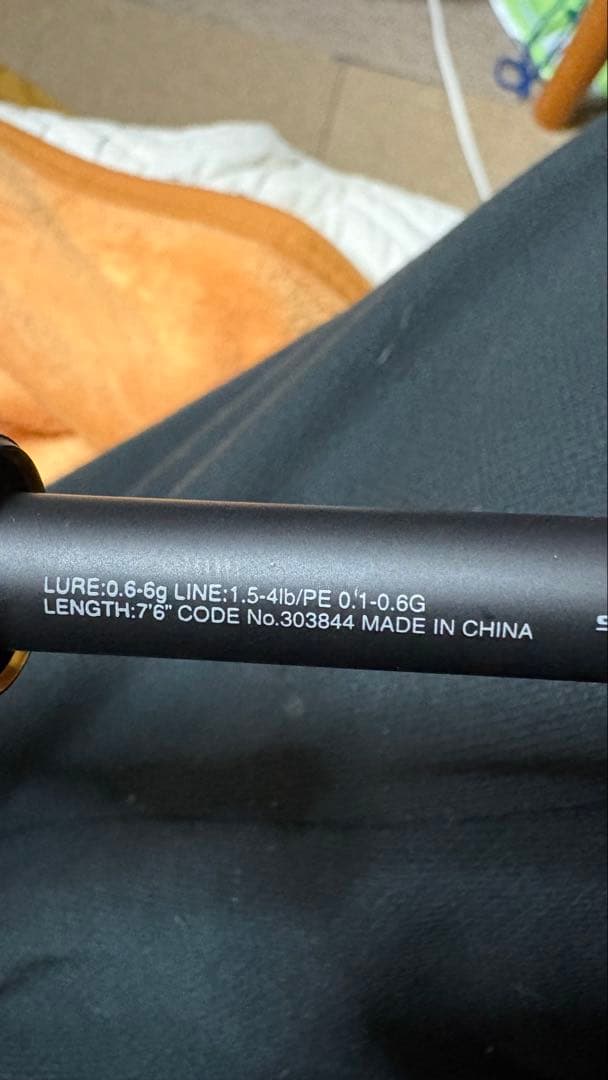 LURE:0.6-6g LINE:1.5-4lb/PE 0.1-0.6G
LENGTH:7'6" CODE No.303844 MADE IN CHINA